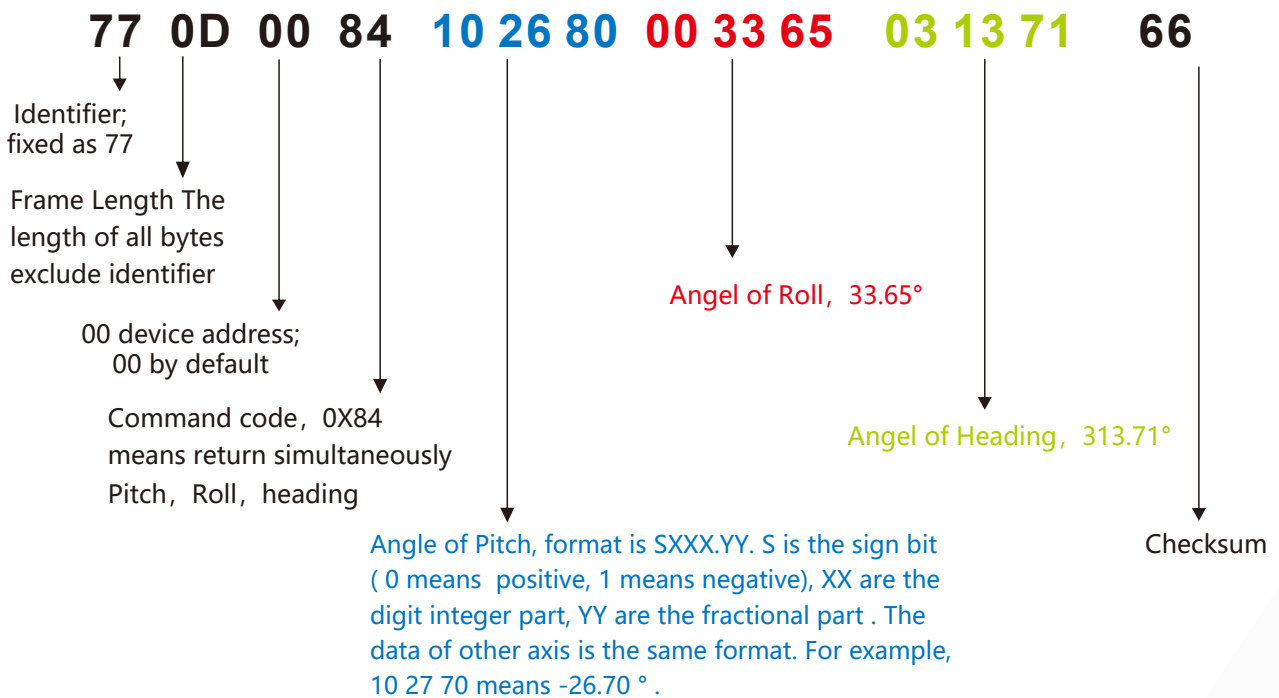 77 0D 00 84 10 26 80 00 33 65 03 13 71 66
Identifier;
fixed as 77
Frame Length The
length of all bytes
exclude identifier
00 device address;
00 by default
Command code，0X84
means return simultaneously
Pitch，Roll，heading
Angel of Roll，33.65°
Angel of Heading，313.71°
Angle of Pitch, format is SXXX.YY. S is the sign bit
( 0 means positive, 1 means negative), XX are the
digit integer part, YY are the fractional part . The
data of other axis is the same format. For example,
10 27 70 means -26.70 ° .
Checksum